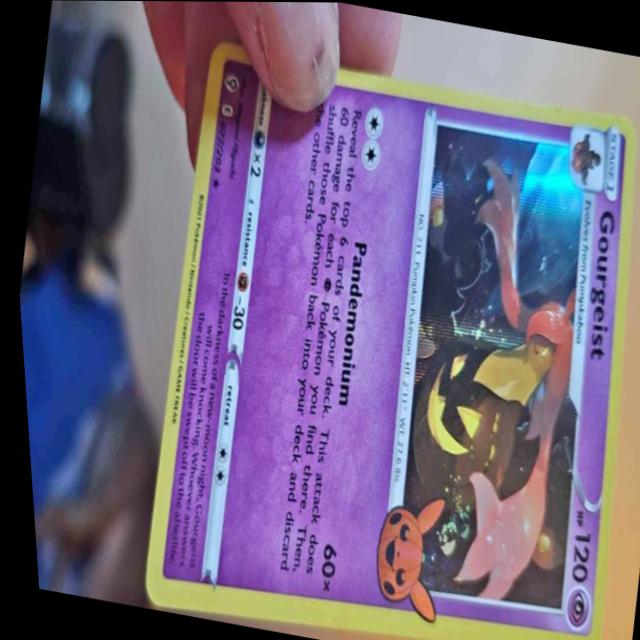 STAGE 1
Gourgeist
HP 120
Evolves from Pumpkaboo
NO. 711 Pumpkin Pokémon HT: 2'11" WT: 27.6 lbs.
Pandemonium 60×
Reveal the top 6 cards of your deck. This attack does
60 damage for each Pokémon you find there. Then,
shuffle those Pokémon back into your deck and discard
the other cards.
×2
resistance -30
retreat
In the darkness of a new-moon night, Gourgeist
will come knocking. Whoever answers
the door will be swept off to the afterlife.
077/203 ★
©2021 Pokémon / Nintendo / Creatures / GAME FREAK